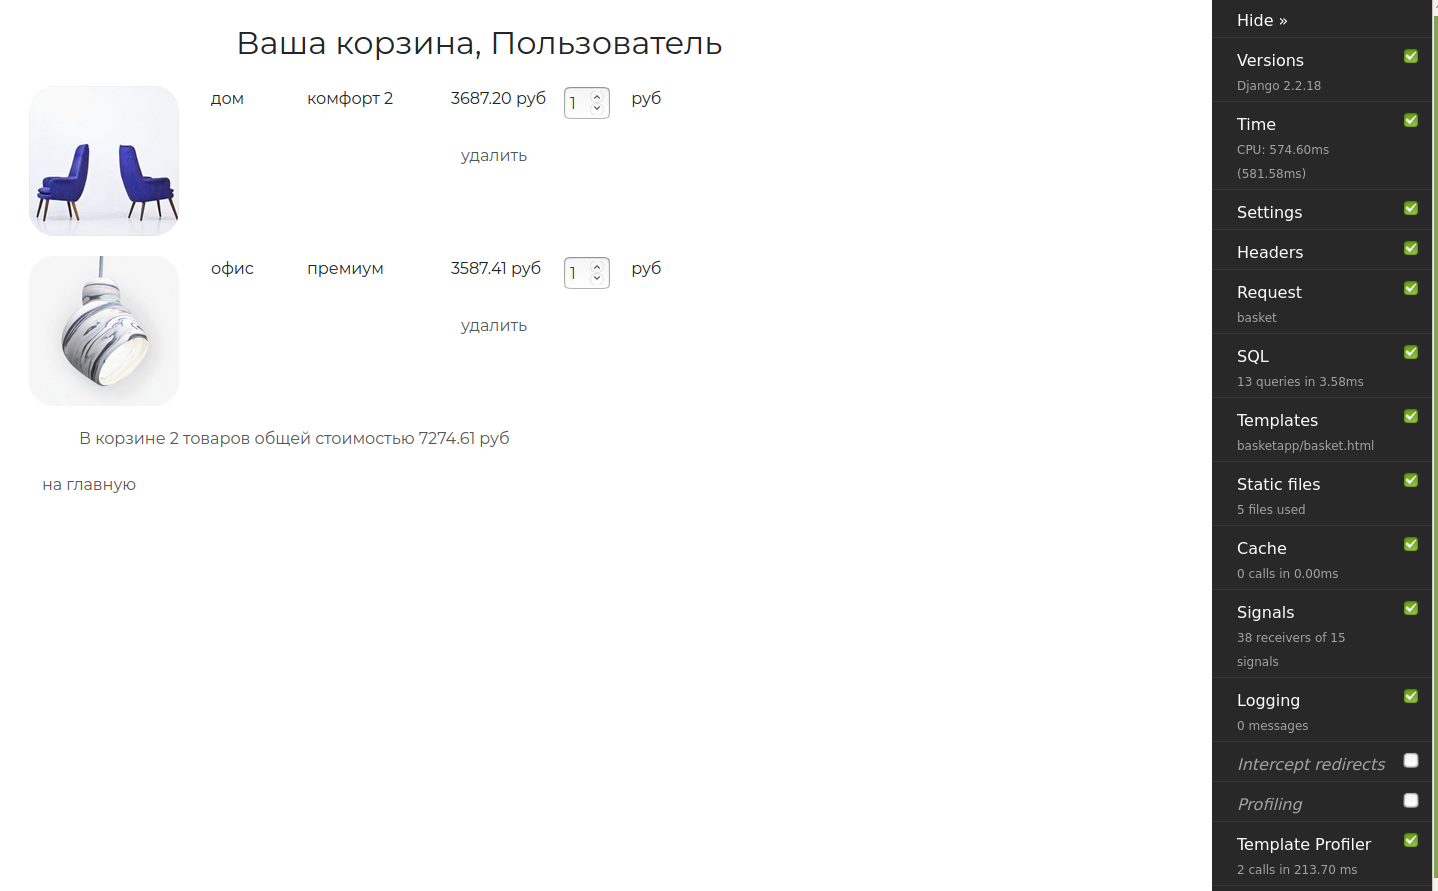 Ваша корзина, Пользователь
дом комфорт 2 3687.20 руб 1 руб
удалить
офис премиум 3587.41 руб 1 руб
удалить
В корзине 2 товаров общей стоимостью 7274.61 руб
на главную
Hide »
Versions
Django 2.2.18
Time
CPU: 574.60ms
(581.58ms)
Settings
Headers
Request
basket
SQL
13 queries in 3.58ms
Templates
basketapp/basket.html
Static files
5 files used
Cache
0 calls in 0.00ms
Signals
38 receivers of 15
signals
Logging
0 messages
Intercept redirects
Profiling
Template Profiler
2 calls in 213.70 ms